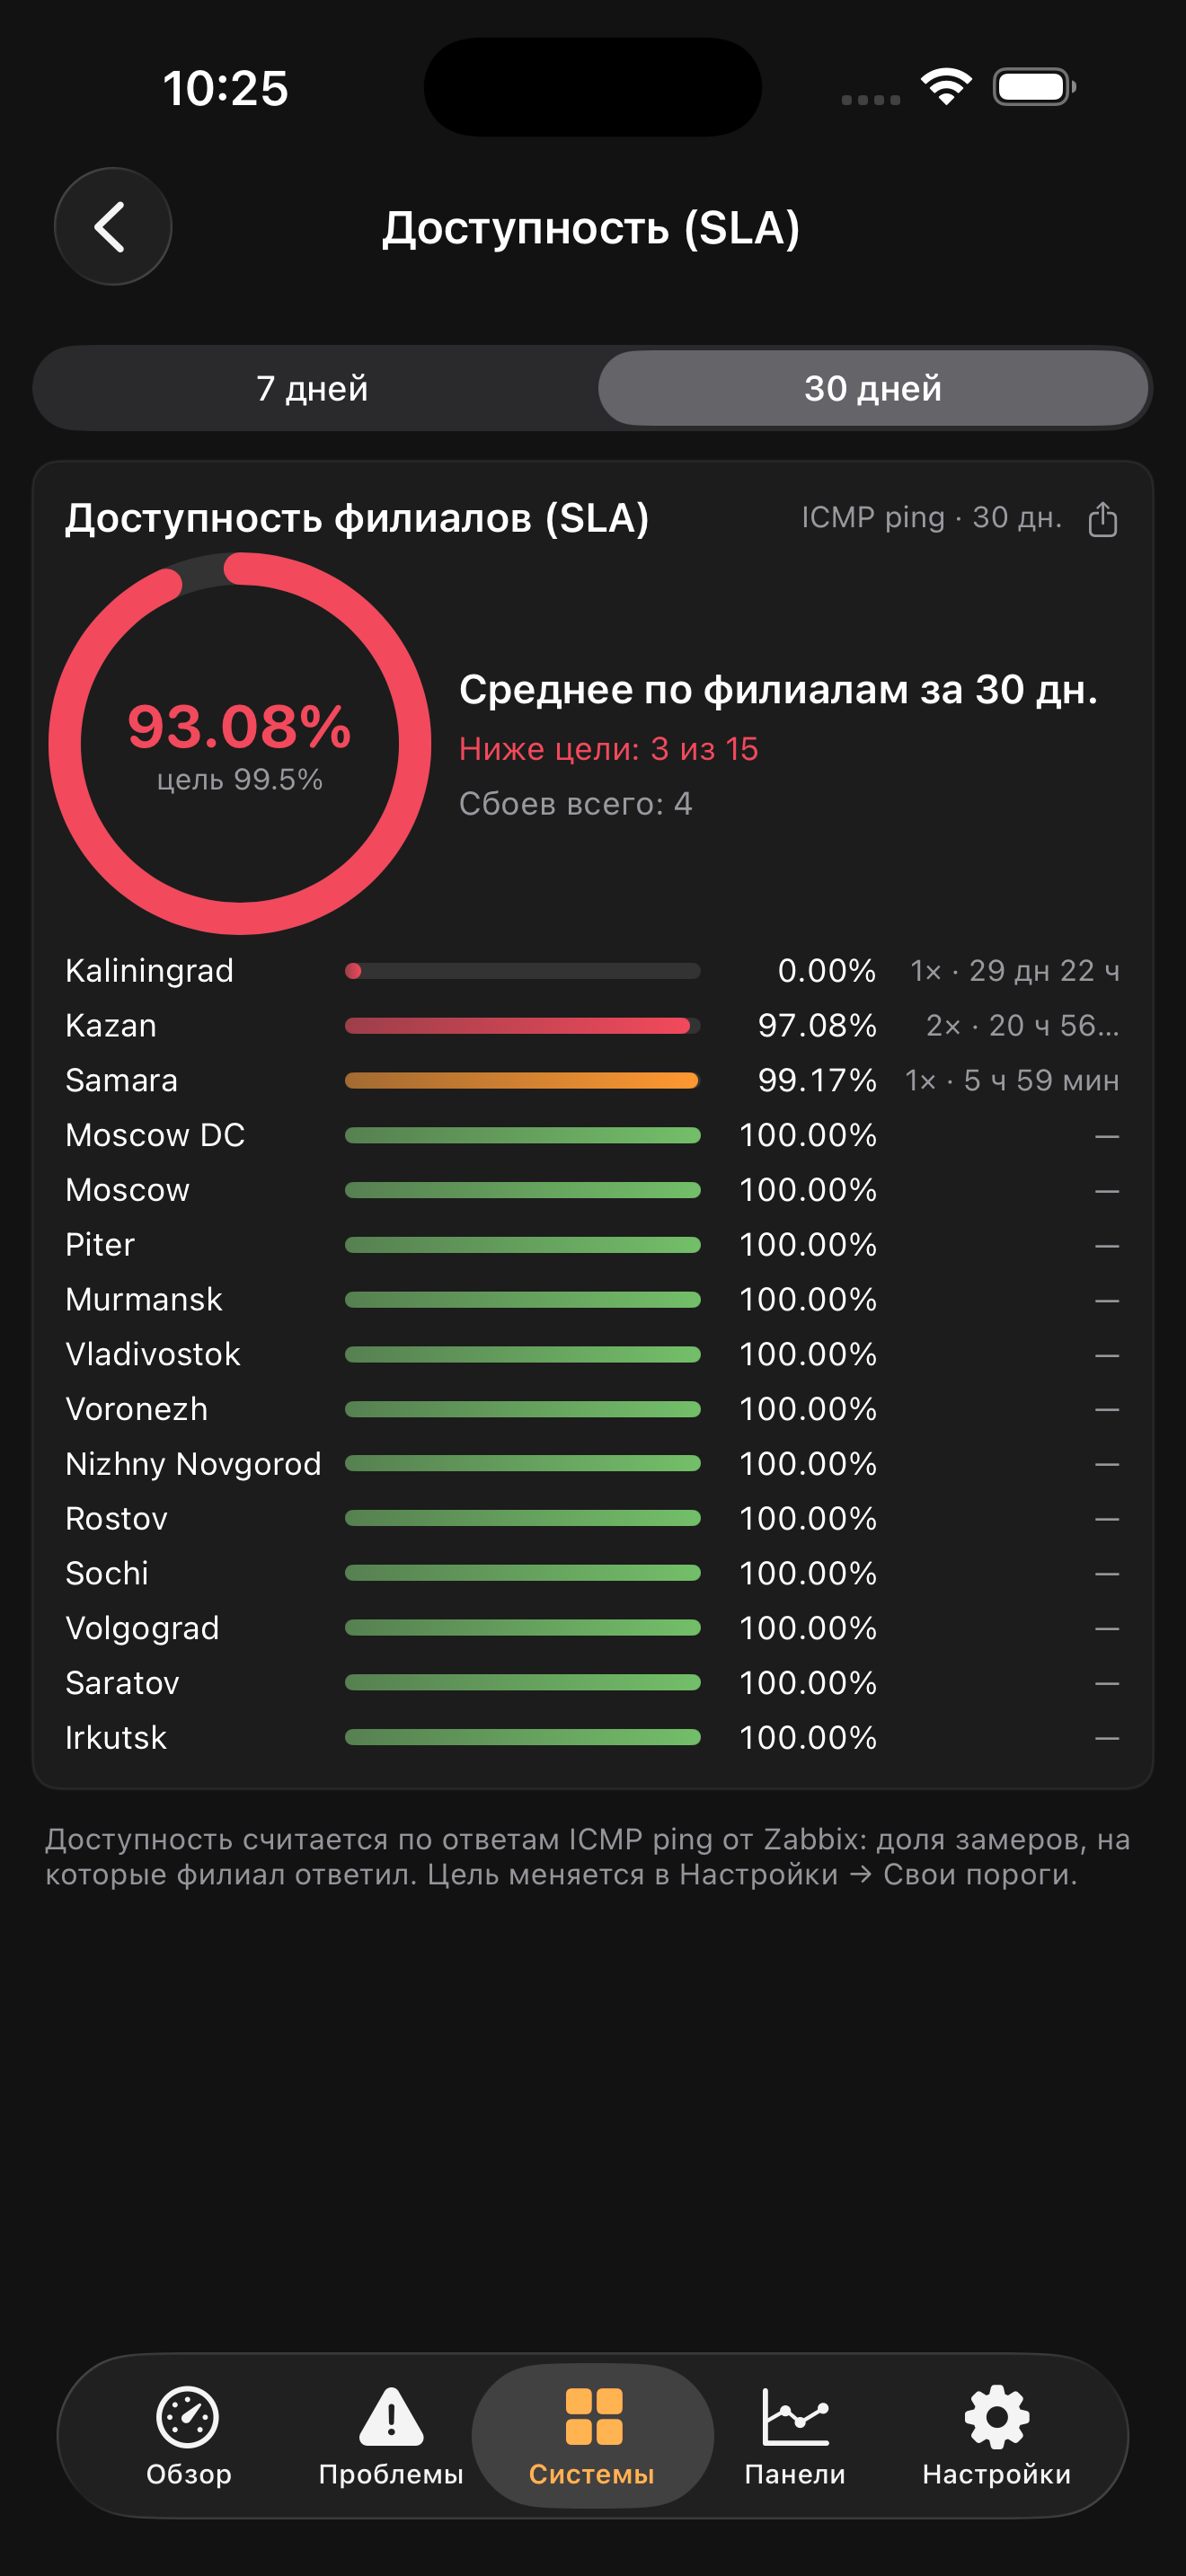 10:25
Доступность (SLA)
7 дней
30 дней
Доступность филиалов (SLA)
ICMP ping · 30 дн.
93.08%
цель 99.5%
Среднее по филиалам за 30 дн.
Ниже цели: 3 из 15
Сбоев всего: 4
Kaliningrad 0.00% 1× · 29 дн 22 ч
Kazan 97.08% 2× · 20 ч 56...
Samara 99.17% 1× · 5 ч 59 мин
Moscow DC 100.00% —
Moscow 100.00% —
Piter 100.00% —
Murmansk 100.00% —
Vladivostok 100.00% —
Voronezh 100.00% —
Nizhny Novgorod 100.00% —
Rostov 100.00% —
Sochi 100.00% —
Volgograd 100.00% —
Saratov 100.00% —
Irkutsk 100.00% —
Доступность считается по ответам ICMP ping от Zabbix: доля замеров, на
которые филиал ответил. Цель меняется в Настройки → Свои пороги.
Обзор
Проблемы
Системы
Панели
Настройки